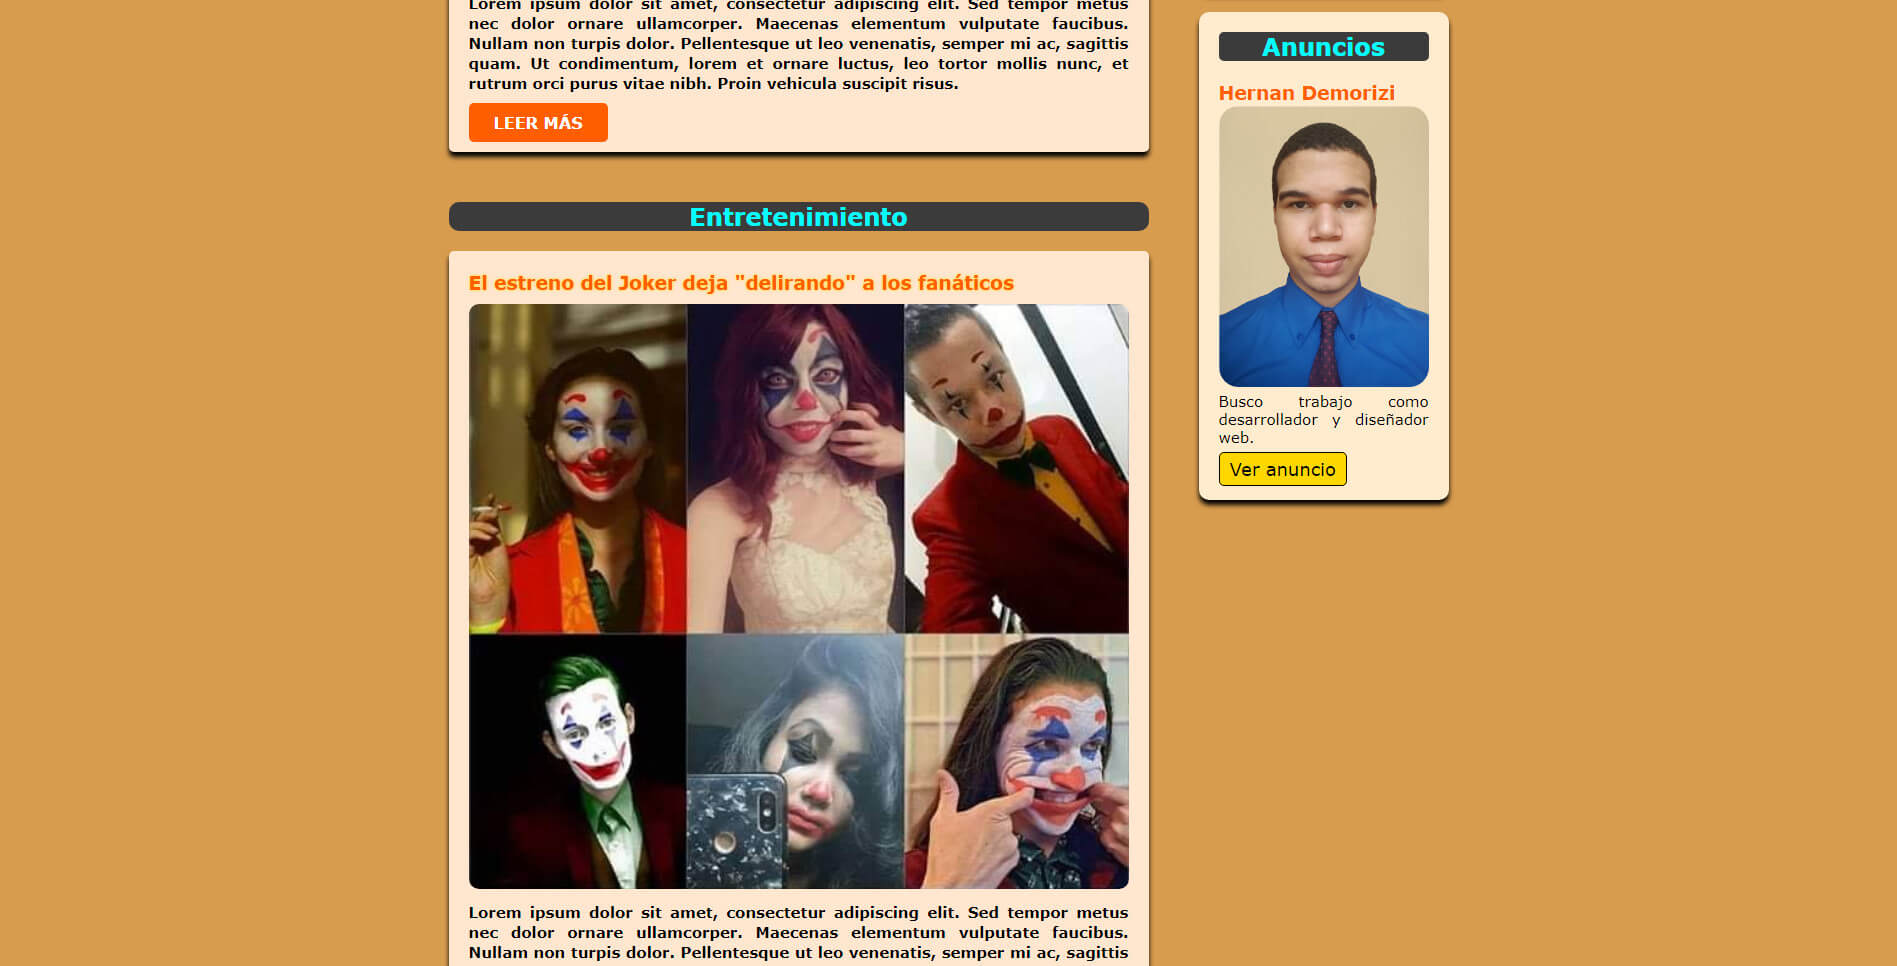 Lorem ipsum dolor sit amet, consectetur adipiscing elit. Sed tempor metus
nec dolor ornare ullamcorper. Maecenas elementum vulputate faucibus.
Nullam non turpis dolor. Pellentesque ut leo venenatis, semper mi ac, sagittis
quam. Ut condimentum, lorem et ornare luctus, leo tortor mollis nunc, et
rutrum orci purus vitae nibh. Proin vehicula suscipit risus.
LEER MÁS
Entretenimiento
El estreno del Joker deja "delirando" a los fanáticos
Lorem ipsum dolor sit amet, consectetur adipiscing elit. Sed tempor metus
nec dolor ornare ullamcorper. Maecenas elementum vulputate faucibus.
Nullam non turpis dolor. Pellentesque ut leo venenatis, semper mi ac, sagittis
Anuncios
Hernan Demorizi
Busco trabajo como
desarrollador y diseñador
web.
Ver anuncio